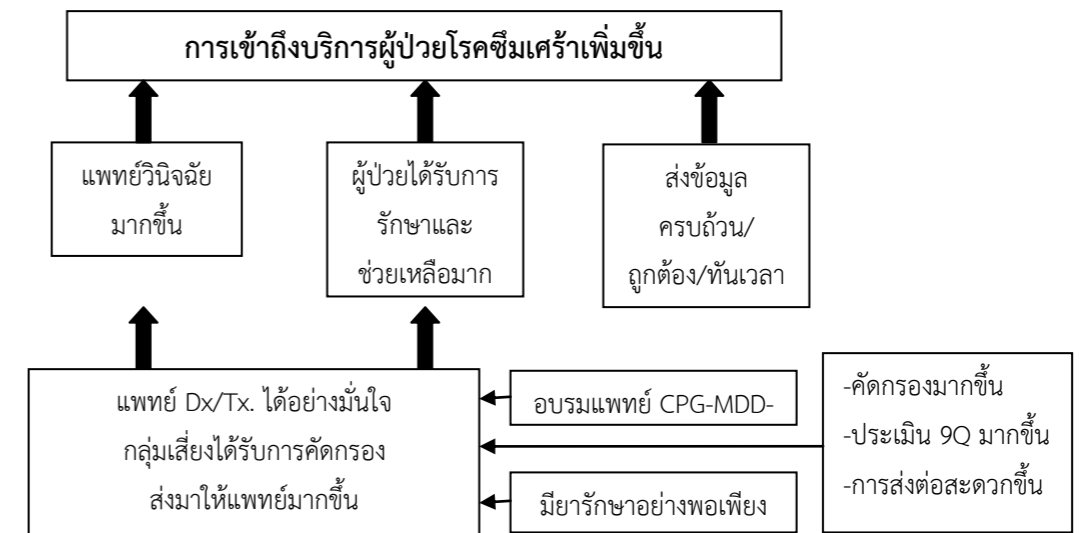 การเข้าถึงบริการผู้ป่วยโรคซึมเศร้าเพิ่มขึ้น
แพทย์วินิจฉัย
มากขึ้น
ผู้ป่วยได้รับการ
รักษาและ
ช่วยเหลือมาก
ส่งข้อมูล
ครบถ้วน/
ถูกต้อง/ทันเวลา
แพทย์ Dx/Tx. ได้อย่างมั่นใจ
กลุ่มเสี่ยงได้รับการคัดกรอง
ส่งมาให้แพทย์มากขึ้น
อบรมแพทย์ CPG-MDD-
มียารักษาอย่างพอเพียง
-คัดกรองมากขึ้น
-ประเมิน 9Q มากขึ้น
-การส่งต่อสะดวกขึ้น